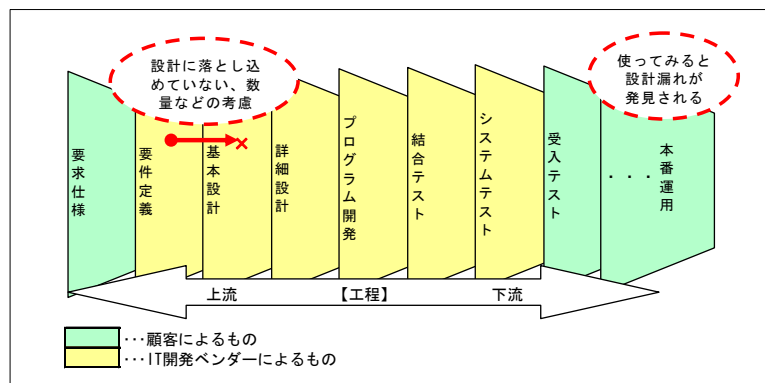 設計に落とし込
めていない、数
量などの考慮
使ってみると
設計漏れが
発見される
要求仕様
要件定義
基本設計
詳細設計
プログラム開発
結合テスト
システムテスト
受入テスト
・・・
本番運用
上流 【工程】 下流
・・・顧客によるもの
・・・IT開発ベンダーによるもの